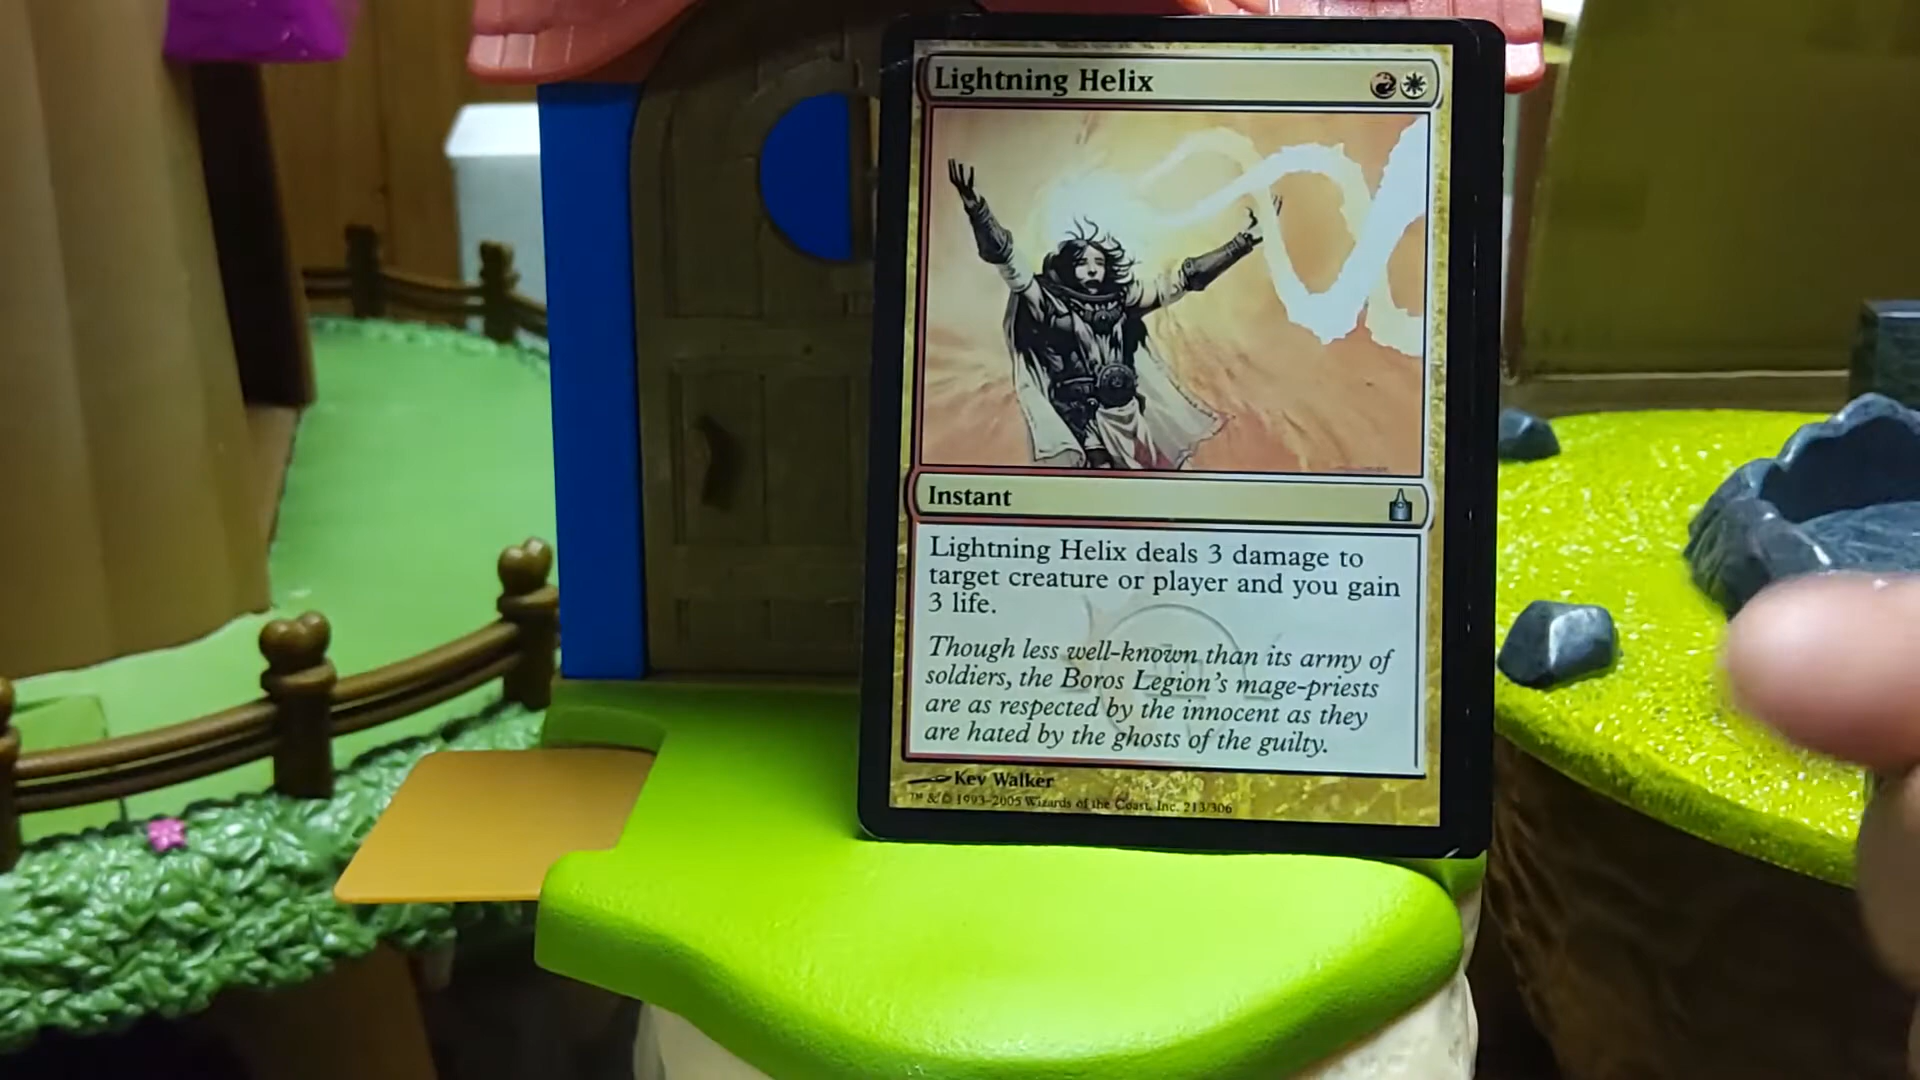 Lightning Helix
Instant
Lightning Helix deals 3 damage to
target creature or player and you gain
3 life.
Though less well-known than its army of
soldiers, the Boros Legion's mage-priests
are as respected by the innocent as they
are hated by the ghosts of the guilty.
Kev Walker
™ & © 1993-2005 Wizards of the Coast, Inc. 213/306